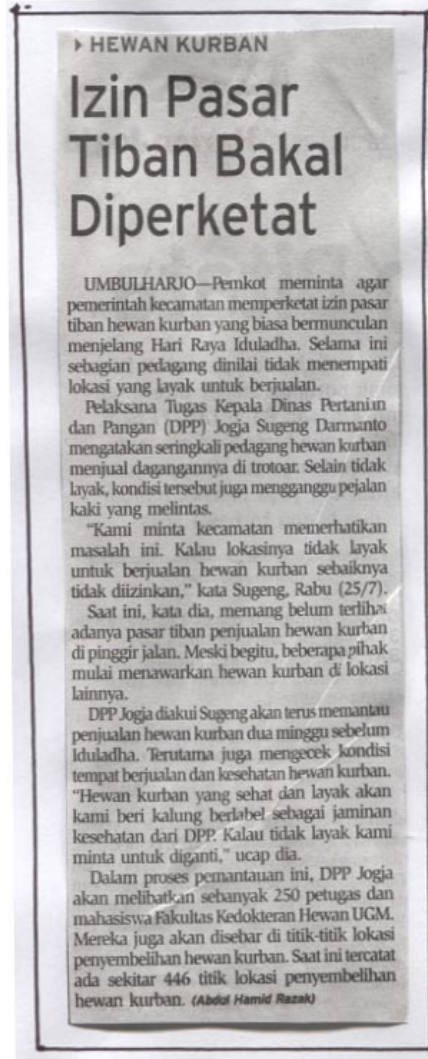 HEWAN KURBAN
Izin Pasar
Tiban Bakal
Diperketat
UMBULHARJO—Pemkot meminta agar
pemerintah kecamatan memperketat izin pasar
tiban hewan kurban yang biasa bermunculan
menjelang Hari Raya Iduladha. Selama ini
sebagian pedagang dinilai tidak menempati
lokasi yang layak untuk berjualan.
Pelaksana Tugas Kepala Dinas Pertanian
dan Pangan (DPP) Jogja Sugeng Darmanto
mengatakan seringkali pedagang hewan kurban
menjual dagangannya di trotoar. Selain tidak
layak, kondisi tersebut juga mengganggu pejalan
kaki yang melintas.
“Kami minta kecamatan memerhatikan
masalah ini. Kalau lokasinya tidak layak
untuk berjualan hewan kurban sebaiknya
tidak diizinkan,” kata Sugeng, Rabu (25/7).
Saat ini, kata dia, memang belum terlihat
adanya pasar tiban penjualan hewan kurban
di pinggir jalan. Meski begitu, beberapa pihak
mulai menawarkan hewan kurban di lokasi
lainnya.
DPP Jogja diakui Sugeng akan terus memantau
penjualan hewan kurban dua minggu sebelum
Iduladha. Terutama juga mengecek kondisi
tempat berjualan dan kesehatan hewan kurban.
“Hewan kurban yang sehat dan layak akan
kami beri kalung berlabel sebagai jaminan
kesehatan dari DPP. Kalau tidak layak kami
minta untuk diganti,” ucap dia.
Dalam proses pemantauan ini, DPP Jogja
akan melibatkan sebanyak 250 petugas dan
mahasiswa Fakultas Kedokteran Hewan UGM.
Mereka juga akan disebar di titik-titik lokasi
penyembelihan hewan kurban. Saat ini tercatat
ada sekitar 446 titik lokasi penyembelihan
hewan kurban. (Abdul Hamid Razak)